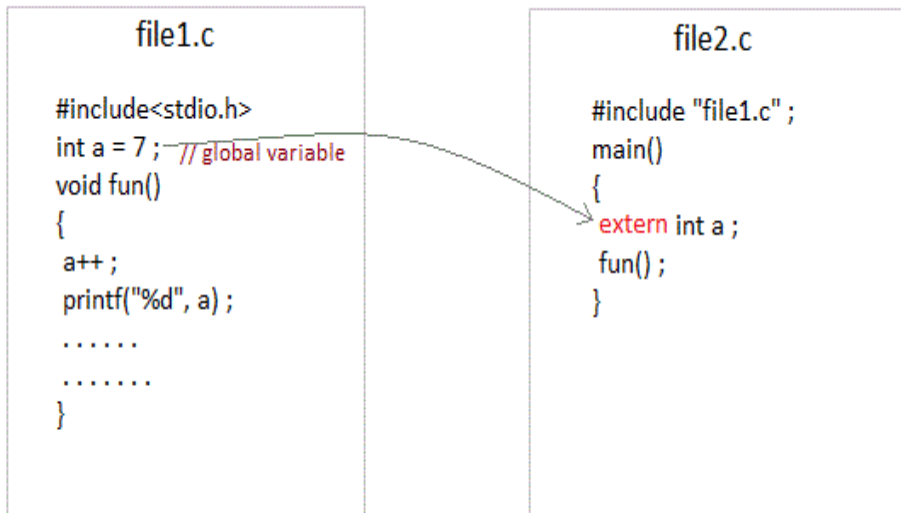 file1.c
#include<stdio.h>
int a = 7 ; // global variable
void fun()
{
a++ ;
printf("%d", a) ;
. . . . . .
. . . . . . .
}
file2.c
#include "file1.c" ;
main()
{
extern int a ;
fun() ;
}